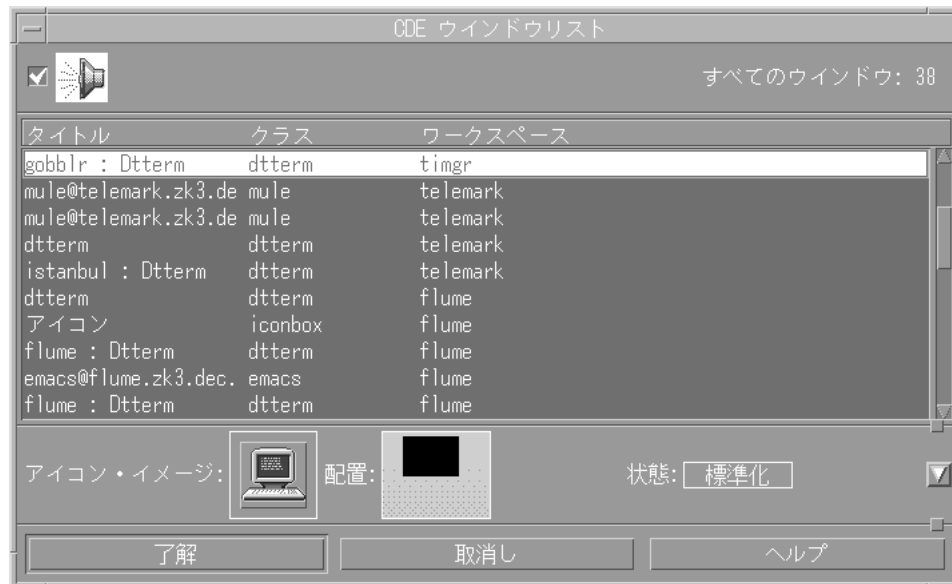 CDE ウインドウリスト
すべてのウインドウ: 38
タイトル クラス ワークスペース
gobblr : Dtterm dtterm timgr
mule@telemark.zk3.de mule telemark
mule@telemark.zk3.de mule telemark
dtterm dtterm telemark
istanbul : Dtterm dtterm telemark
dtterm dtterm flume
アイコン iconbox flume
flume : Dtterm dtterm flume
emacs@flume.zk3.dec. emacs flume
flume : Dtterm dtterm flume
アイコン・イメージ: 配置: 状態: 標準化
了解 取消し ヘルプ